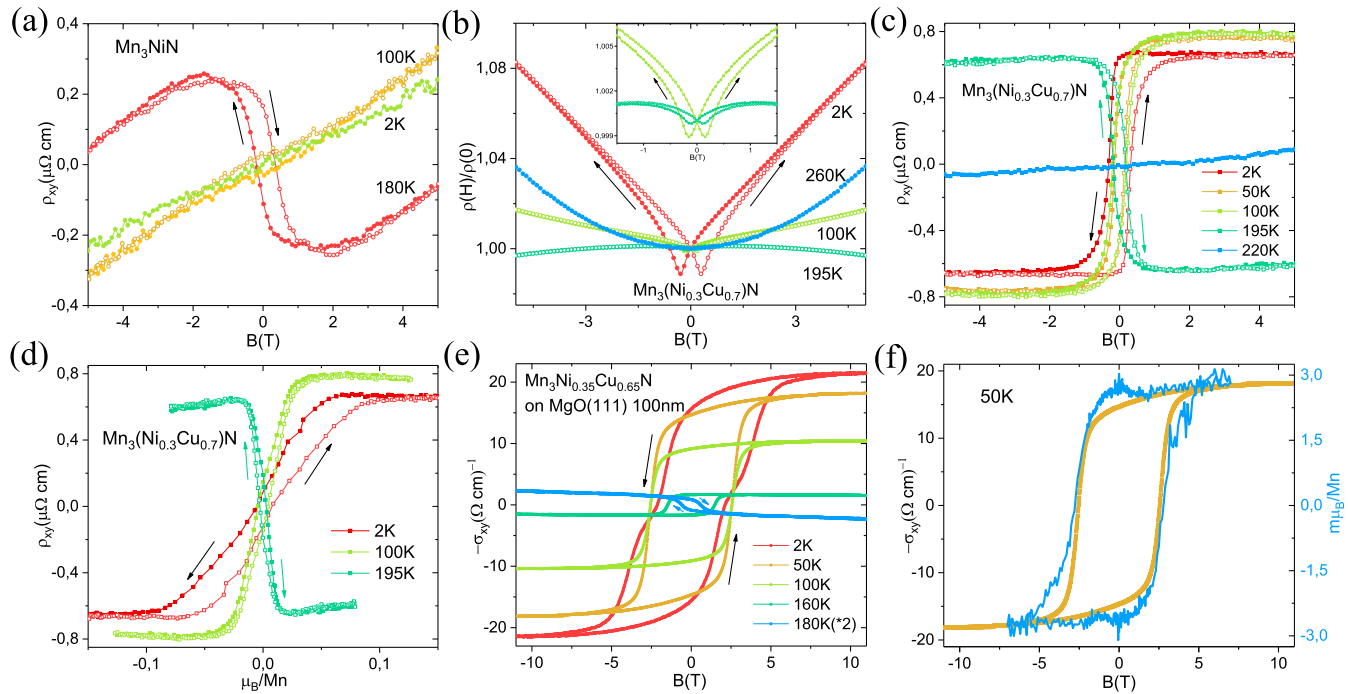 (a)
Mn₃NiN
100K
2K
180K
0,4
0,2
0,0
-0,2
-0,4
ρxy(μΩ cm)
-4 -2 0 2 4
B(T)
(b)
1,08
1,04
1,00
ρ(H)/ρ(0)
1,005
1,002
0,999
-1 0 1
B(T)
2K
260K
100K
195K
Mn₃(Ni₀.₃Cu₀.₇)N
-3 0 3
B(T)
(c)
0,8
0,4
0,0
-0,4
-0,8
ρxy(μΩ cm)
Mn₃(Ni₀.₃Cu₀.₇)N
2K
50K
100K
195K
220K
-4 -2 0 2 4
B(T)
(d)
0,8
0,4
0,0
-0,4
-0,8
ρxy(μΩ cm)
Mn₃(Ni₀.₃Cu₀.₇)N
2K
100K
195K
-0,1 0,0 0,1
μB/Mn
(e)
Mn₃Ni₀.₃₅Cu₀.₆₅N
on MgO(111) 100nm
20
15
10
5
0
-5
-10
-15
-20
−σxy(Ω cm)⁻¹
2K
50K
100K
160K
180K(*2)
-10 -5 0 5 10
B(T)
(f)
50K
20
10
0
-10
-20
−σxy(Ω cm)⁻¹
3,0
1,5
0,0
-1,5
-3,0
mμB/Mn
-10 -5 0 5 10
B(T)